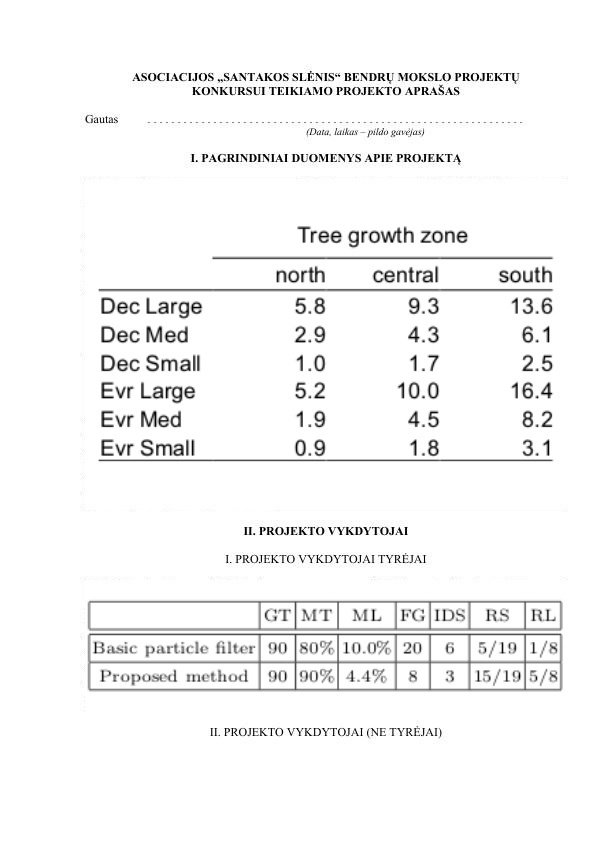 ASOCIACIJOS „SANTAKOS SLĖNIS“ BENDRŲ MOKSLO PROJEKTŲ
KONKURSUI TEIKIAMO PROJEKTO APRAŠAS
Gautas . . . . . . . . . . . . . . . . . . . . . . . . . . . . . . . . . . . . . . . . . . . . . . . . . . . . . . . . . . . . . . .
(Data, laikas – pildo gavėjas)
I. PAGRINDINIAI DUOMENYS APIE PROJEKTĄ
Tree growth zone
north central south
Dec Large 5.8 9.3 13.6
Dec Med 2.9 4.3 6.1
Dec Small 1.0 1.7 2.5
Evr Large 5.2 10.0 16.4
Evr Med 1.9 4.5 8.2
Evr Small 0.9 1.8 3.1
II. PROJEKTO VYKDYTOJAI
I. PROJEKTO VYKDYTOJAI TYRĖJAI
GT MT ML FG IDS RS RL
Basic particle filter 90 80% 10.0% 20 6 5/19 1/8
Proposed method 90 90% 4.4% 8 3 15/19 5/8
II. PROJEKTO VYKDYTOJAI (NE TYRĖJAI)